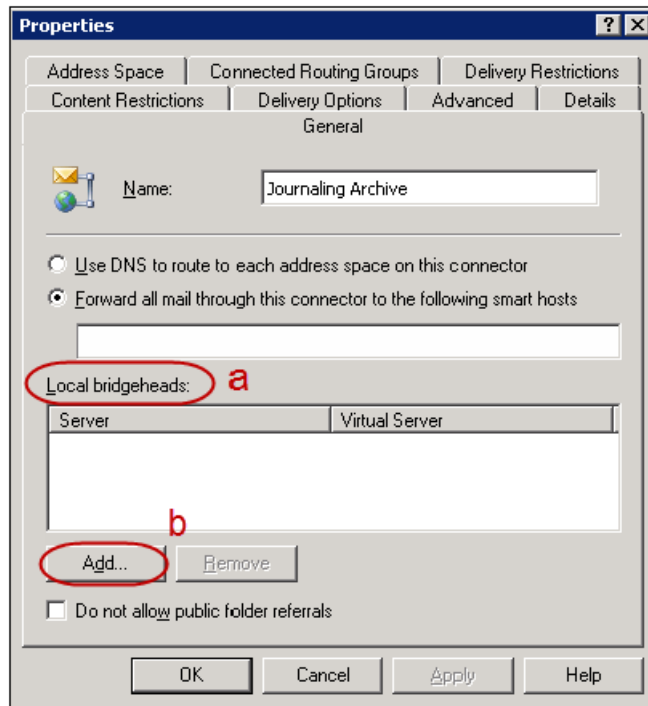 Properties
Address Space Connected Routing Groups Delivery Restrictions
Content Restrictions Delivery Options Advanced Details
General
Name: Journaling Archive
Use DNS to route to each address space on this connector
Forward all mail through this connector to the following smart hosts
Local bridgeheads: a
Server Virtual Server
b
Add... Remove
Do not allow public folder referrals
OK Cancel Apply Help